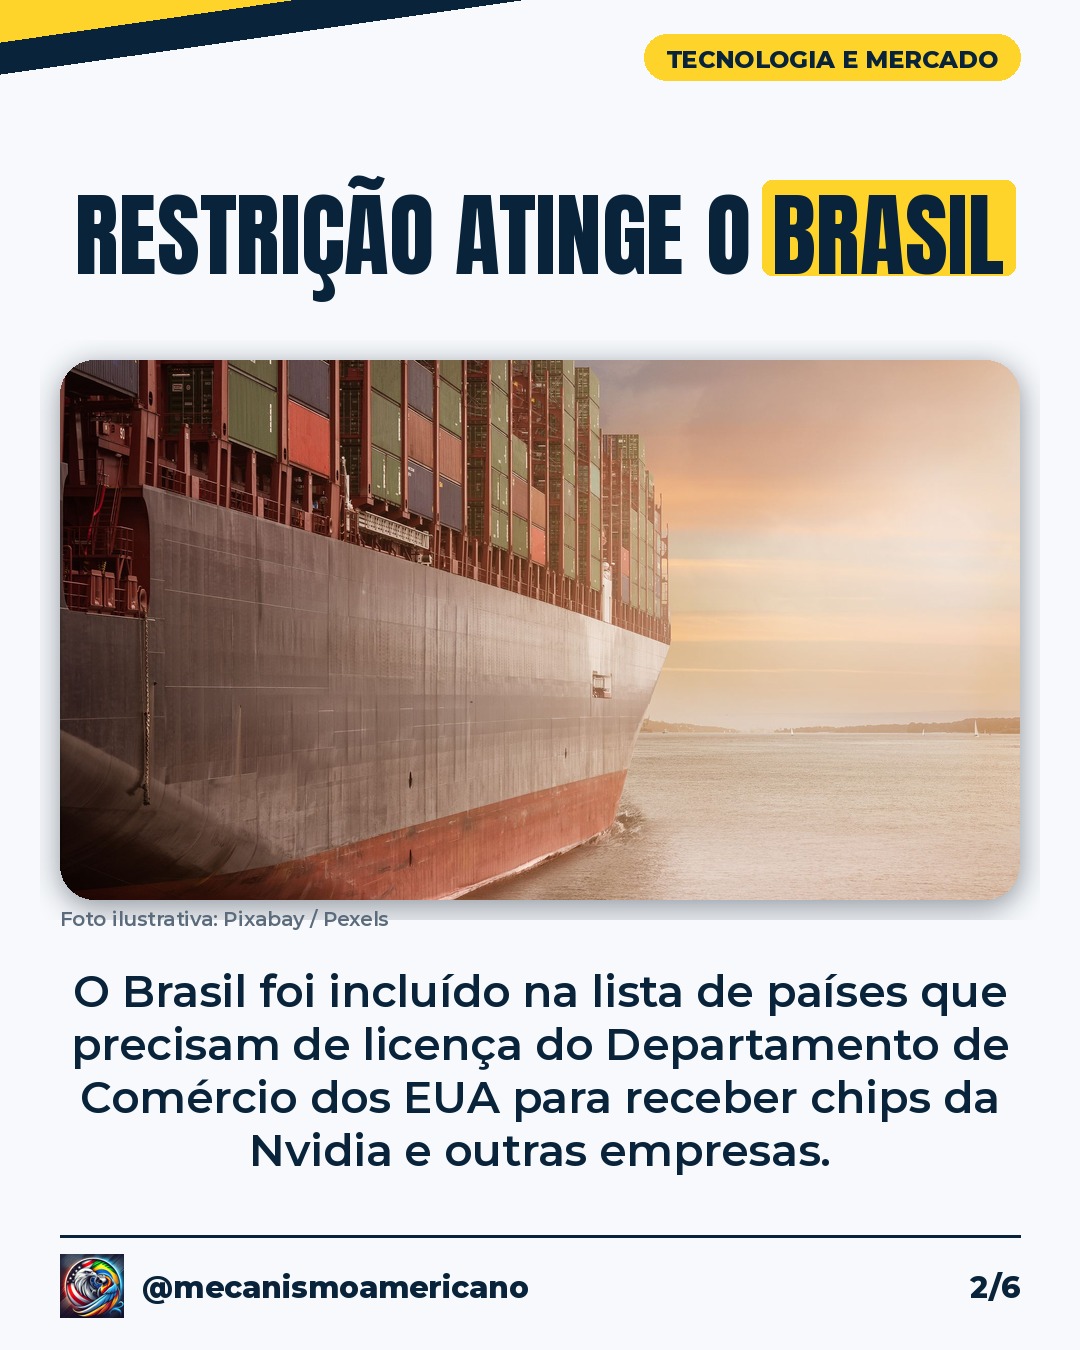 TECNOLOGIA E MERCADO
RESTRIÇÃO ATINGE O BRASIL
Foto ilustrativa: Pixabay / Pexels
O Brasil foi incluído na lista de países que
precisam de licença do Departamento de
Comércio dos EUA para receber chips da
Nvidia e outras empresas.
@mecanismoamericano
2/6